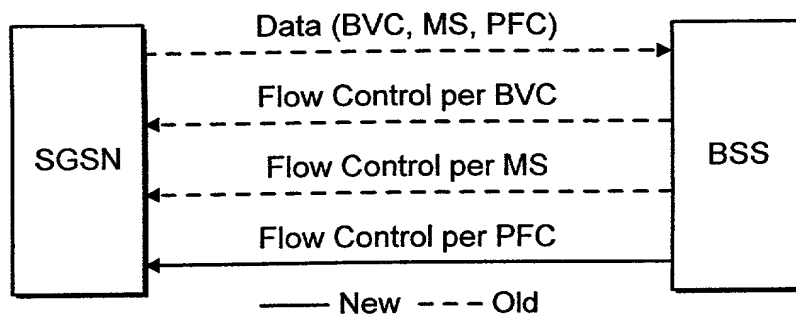 Data (BVC, MS, PFC)
Flow Control per BVC
SGSN
BSS
Flow Control per MS
Flow Control per PFC
New
Old